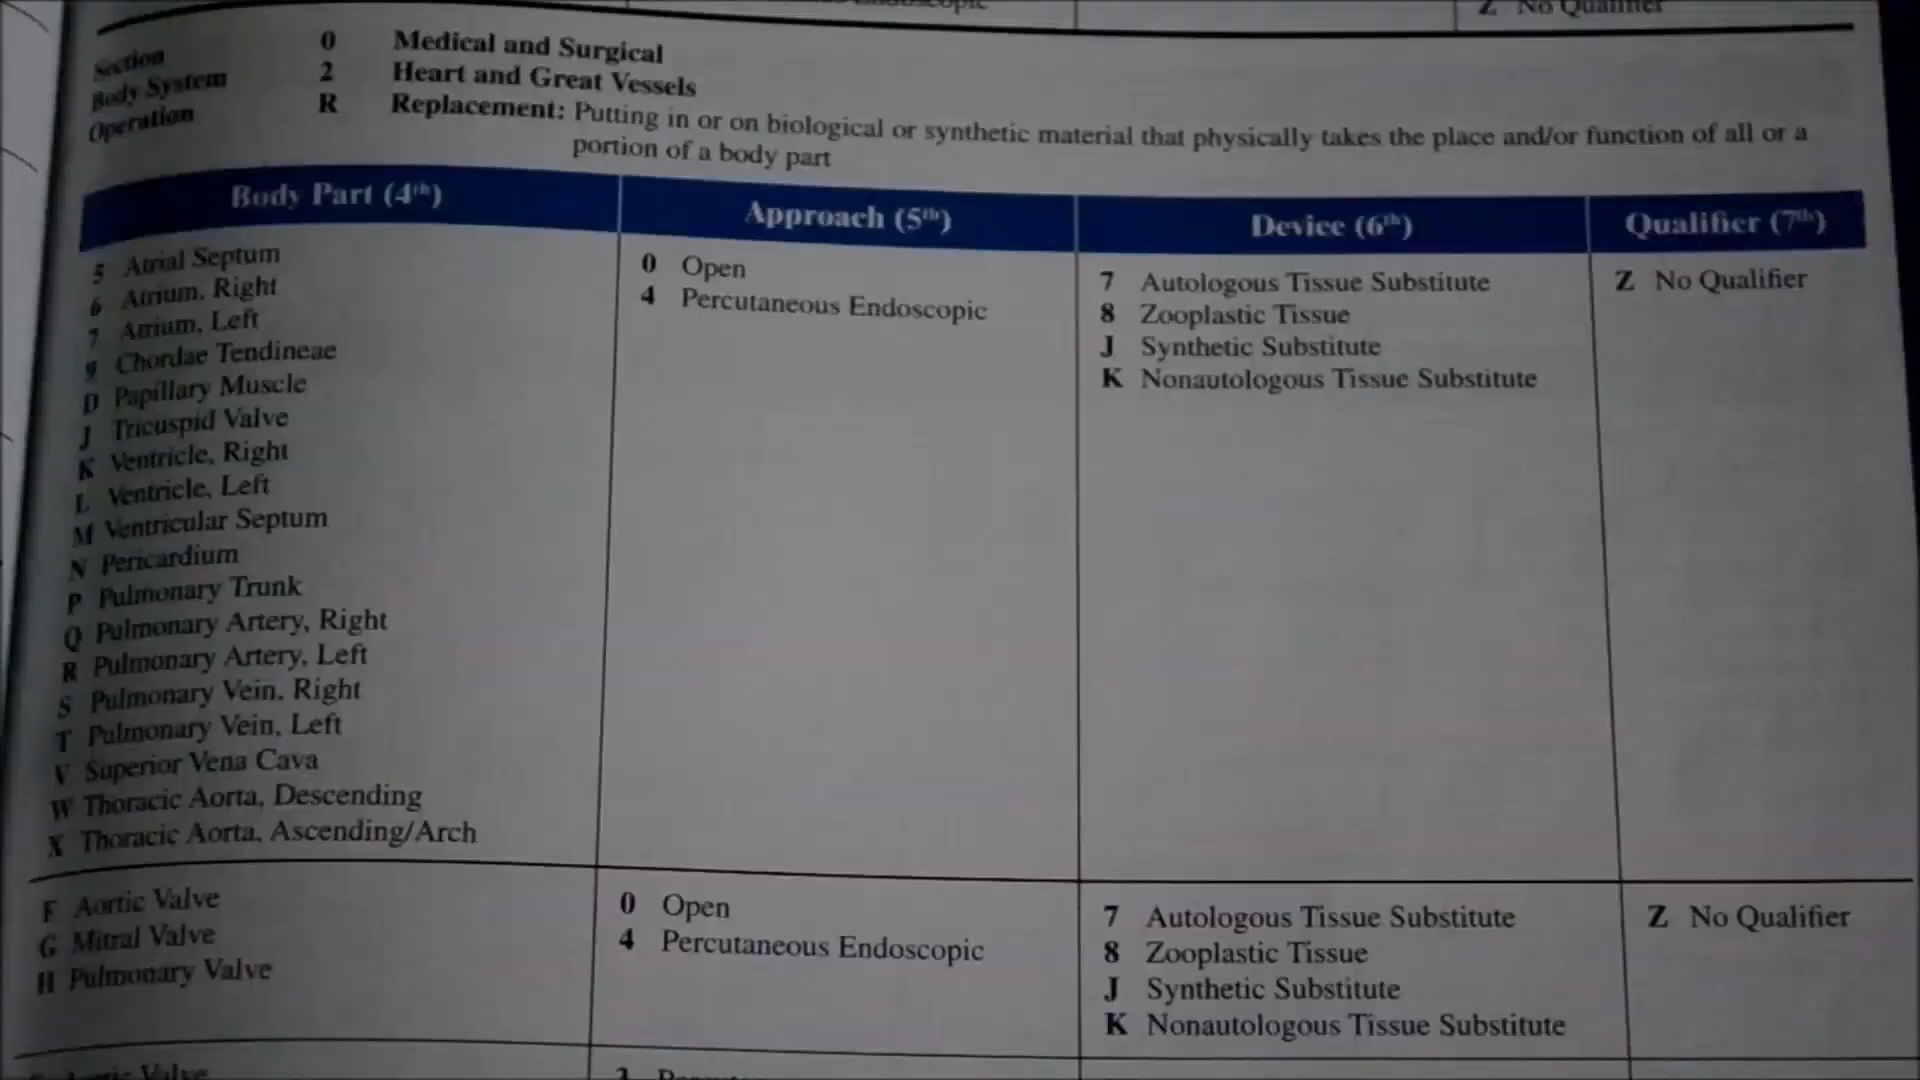 Z No Qualifier
Section 0 Medical and Surgical
Body System 2 Heart and Great Vessels
Operation R Replacement: Putting in or on biological or synthetic material that physically takes the place and/or function of all or a
portion of a body part
Body Part (4th) Approach (5th) Device (6th) Qualifier (7th)
5 Atrial Septum 0 Open 7 Autologous Tissue Substitute Z No Qualifier
6 Atrium, Right 4 Percutaneous Endoscopic 8 Zooplastic Tissue
7 Atrium, Left J Synthetic Substitute
9 Chordae Tendineae K Nonautologous Tissue Substitute
D Papillary Muscle
J Tricuspid Valve
K Ventricle, Right
L Ventricle, Left
M Ventricular Septum
N Pericardium
P Pulmonary Trunk
Q Pulmonary Artery, Right
R Pulmonary Artery, Left
S Pulmonary Vein, Right
T Pulmonary Vein, Left
V Superior Vena Cava
W Thoracic Aorta, Descending
X Thoracic Aorta, Ascending/Arch
F Aortic Valve 0 Open 7 Autologous Tissue Substitute Z No Qualifier
G Mitral Valve 4 Percutaneous Endoscopic 8 Zooplastic Tissue
H Pulmonary Valve J Synthetic Substitute
K Nonautologous Tissue Substitute
Valve